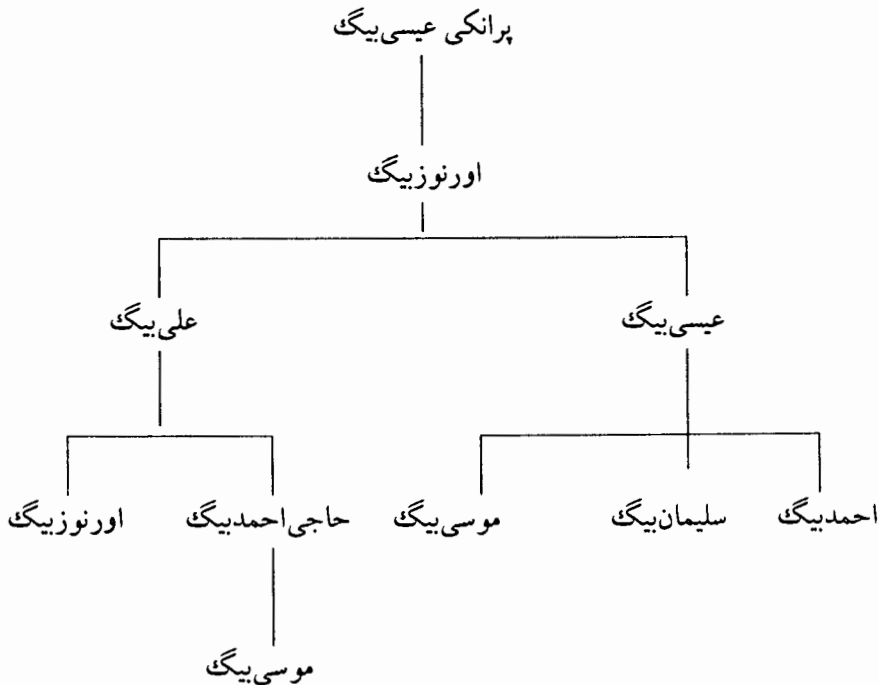 پرانکی عیسی‌بیگ
اورنوزبیگ
عیسی‌بیگ
علی‌بیگ
احمدبیگ
سلیمان‌بیگ
موسی‌بیگ
حاجی‌احمدبیگ
اورنوزبیگ
موسی‌بیگ